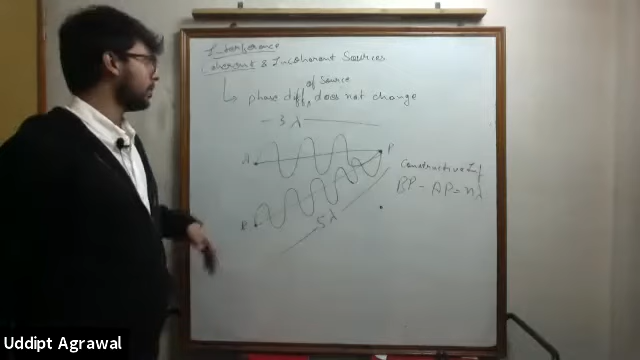 Interference
Coherent & Incoherent Sources
of Source
phase diff, does not change
3 λ
A
P
Constructive Inf
BP - AP = nλ
B
5λ
Uddipt Agrawal